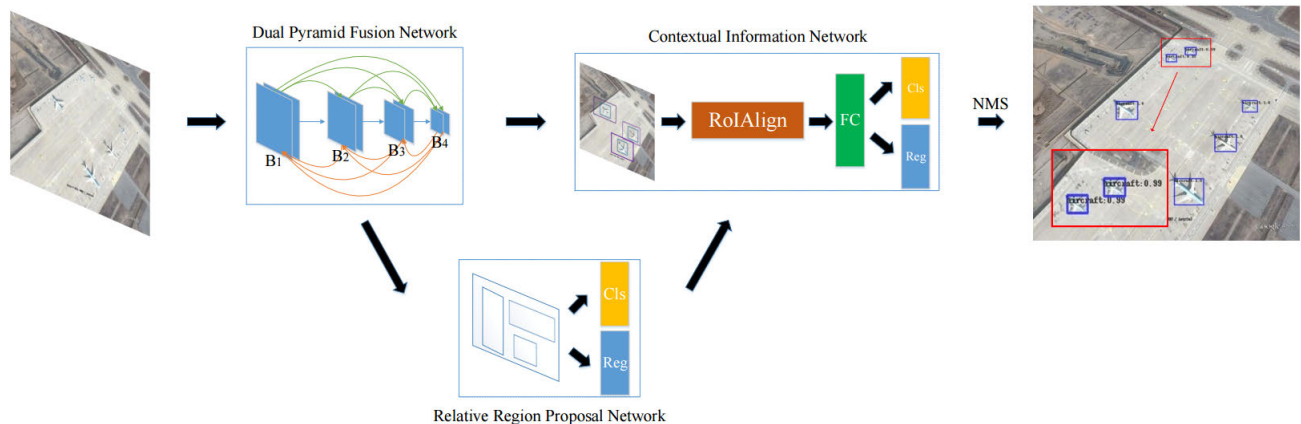 Dual Pyramid Fusion Network
Contextual Information Network
B1
B2
B3
B4
RoIAlign
FC
Cls
Reg
NMS
aircraft:0.99
aircraft:0.99
Cls
Reg
Relative Region Proposal Network